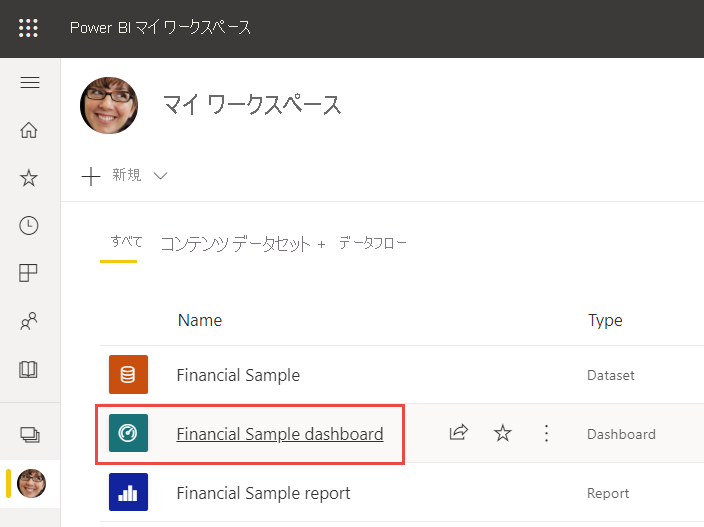 Power BI マイ ワークスペース
マイ ワークスペース
新規
すべて コンテンツ データセット + データフロー
Name Type
Financial Sample Dataset
Financial Sample dashboard Dashboard
Financial Sample report Report